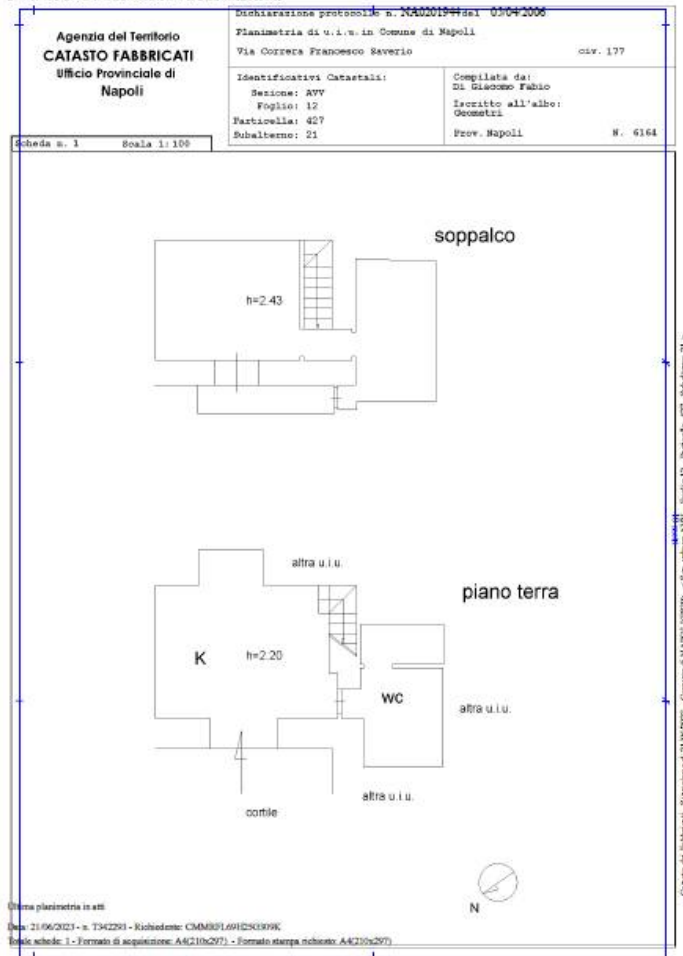 Agenzia del Territorio
CATASTO FABBRICATI
Ufficio Provinciale di
Napoli
Dichiarazione protocollo n. NA0201944 del 03/04/2006
Planimetria di u.i.u. in Comune di Napoli
Via Correra Francesco Saverio civ. 177
Identificativi Catastali:
Sezione: AVV
Foglio: 12
Particella: 427
Subalterno: 21
Compilata da:
Di Giacomo Fabio
Iscritto all'albo:
Geometri
Prov. Napoli N. 6164
Scheda n. 1 Scala 1:100
soppalco
h=2.43
altra u.i.u.
piano terra
K
h=2.20
wc
altra u.i.u.
altra u.i.u.
cortile
N
Ultima planimetria in atti
Data: 21/06/2023 - n. T342293 - Richiedente:
Totale schede: 1 - Formato di acquisizione: A4(210x297) - Formato stampa richiesto: A4(210x297)